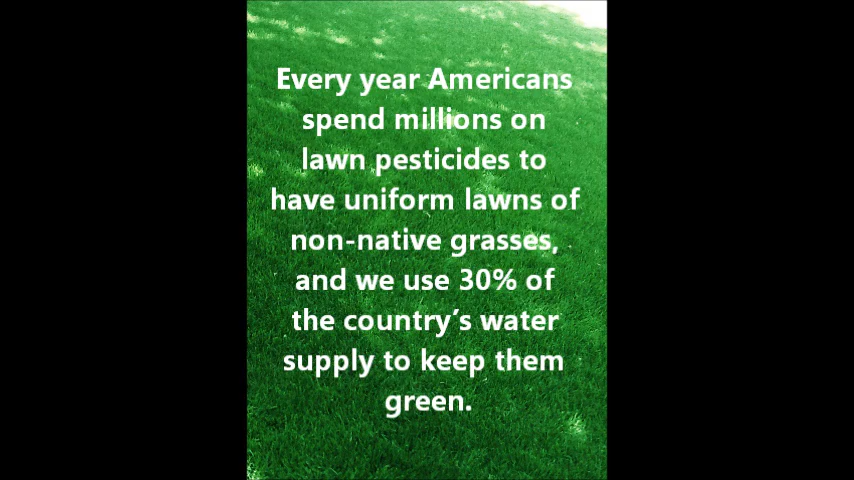 Every year Americans
spend millions on
lawn pesticides to
have uniform lawns of
non-native grasses,
and we use 30% of
the country’s water
supply to keep them
green.